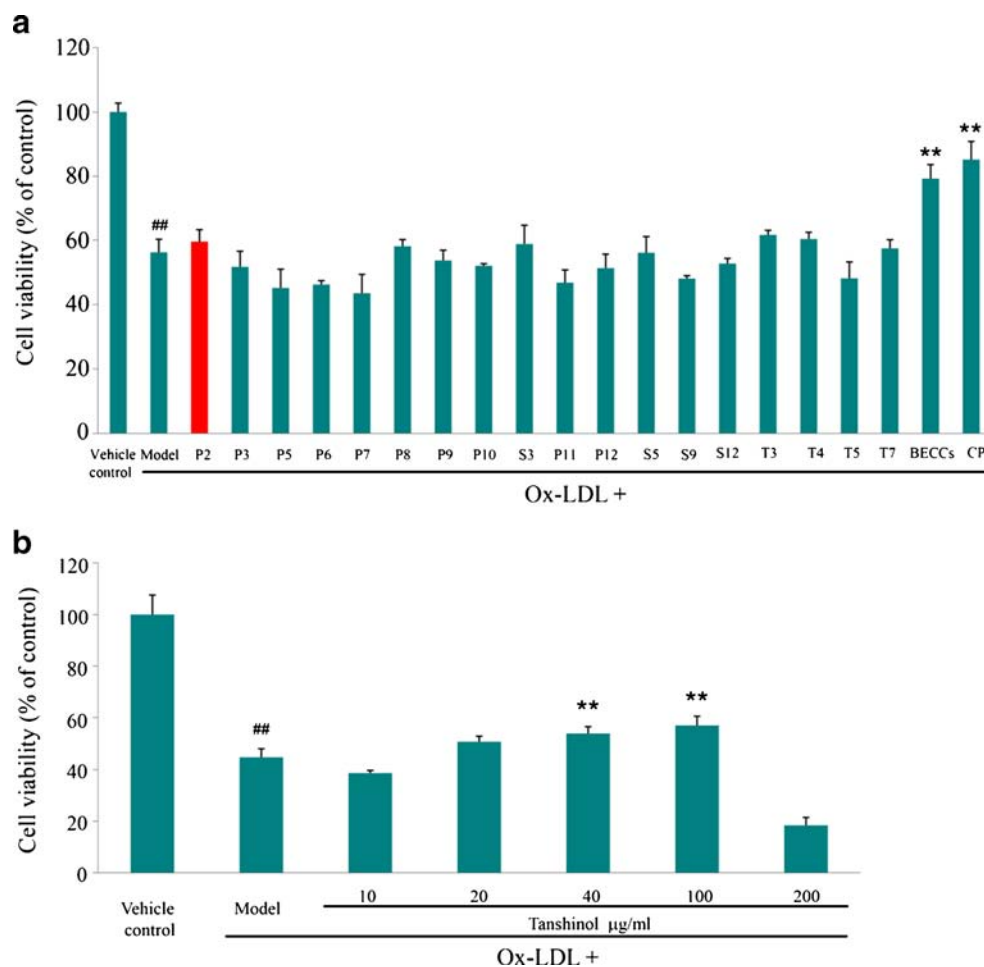 a
Cell viability (% of control)
120
100
80
60
40
20
0
##
**
**
Vehicle control Model P2 P3 P5 P6 P7 P8 P9 P10 S3 P11 P12 S5 S9 S12 T3 T4 T5 T7 BECCs CP
Ox-LDL +
b
Cell viability (% of control)
120
100
80
60
40
20
0
##
**
**
Vehicle control Model 10 20 40 100 200
Tanshinol μg/ml
Ox-LDL +